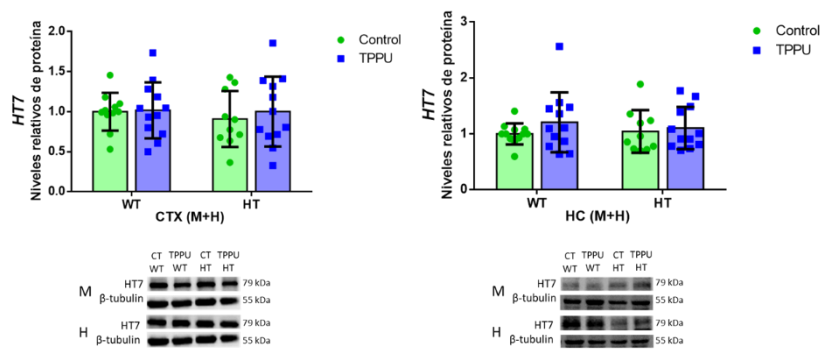 HT7
Niveles relativos de proteína
2.0
1.5
1.0
0.5
0.0
WT
HT
CTX (M+H)
Control
TPPU
HT7
Niveles relativos de proteína
3
2
1
0
WT
HT
HC (M+H)
Control
TPPU
CT TPPU CT TPPU
WT WT HT HT
M
HT7 79 kDa
β-tubulin 55 kDa
H
HT7 79 kDa
β-tubulin 55 kDa
CT TPPU CT TPPU
WT WT HT HT
M
HT7 79 kDa
β-tubulin 55 kDa
H
HT7 79 kDa
β-tubulin 55 kDa